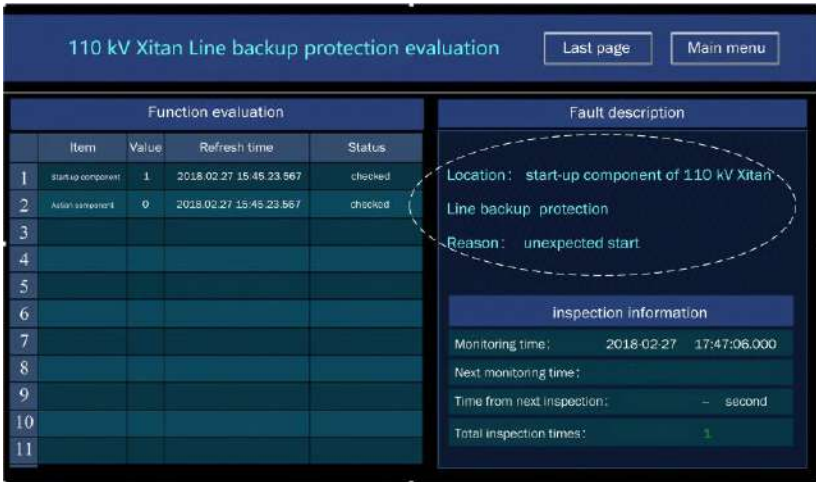 110 kV Xitan Line backup protection evaluation
Last page
Main menu
Function evaluation
Item Value Refresh time Status
1 Start-up component 1 2018.02.27 15:45:23.567 checked
2 Action component 0 2018.02.27 15:45:23.567 checked
3
4
5
6
7
8
9
10
11
Fault description
Location: start-up component of 110 kV Xitan
Line backup protection
Reason: unexpected start
inspection information
Monitoring time: 2018-02-27 17:47:06.000
Next monitoring time:
Time from next inspection: – second
Total inspection times: 1